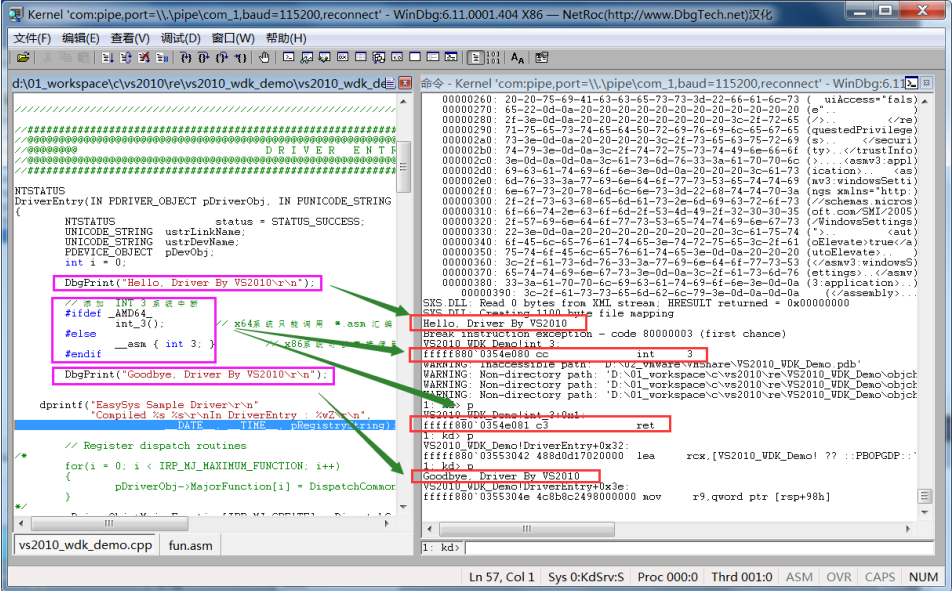 Kernel 'com:pipe,port=\\.\pipe\com_1,baud=115200,reconnect' - WinDbg:6.11.0001.404 X86 — NetRoc(http://www.DbgTech.net)汉化
文件(F) 编辑(E) 查看(V) 调试(D) 窗口(W) 帮助(H)
d:\01_workspace\c\vs2010\re\vs2010_wdk_demo\vs2010_wdk_de
NTSTATUS
DriverEntry(IN PDRIVER_OBJECT pDriverObj, IN PUNICODE_STRING
{
NTSTATUS status = STATUS_SUCCESS;
UNICODE_STRING ustrLinkName;
UNICODE_STRING ustrDevName;
PDEVICE_OBJECT pDevObj;
int i = 0;
DbgPrint("Hello, Driver By VS2010\r\n");
// 添加 INT 3 系统中断
#ifdef _AMD64_
int_3(); // x64系统只能调用 *.asm 汇编
#else
__asm { int 3; }
#endif
DbgPrint("Goodbye, Driver By VS2010\r\n");
dprintf("EasySys Sample Driver\r\n"
"Compiled %s %s\r\nIn DriverEntry : %wZ\r\n",
__DATE__, __TIME__, pRegistryString);
// Register dispatch routines
/*
for(i = 0; i < IRP_MJ_MAXIMUM_FUNCTION; i++)
{
pDriverObj->MajorFunction[i] = DispatchCommon
}
*/
vs2010_wdk_demo.cpp fun.asm
命令 - Kernel 'com:pipe,port=\\.\pipe\com_1,baud=115200,reconnect' - WinDbg:6.11
00000260: 20-20-75-69-41-63-63-65-73-73-3d-22-66-61-6c-73 ( uiAccess="fals)
00000270: 65-22-0d-0a-20-20-20-20-20-20-20-20-20-20-20-20 (e"..
00000280: 2f-3e-0d-0a-20-20-20-20-20-20-20-20-3c-2f-72-65 (/>.. </re)
00000290: 71-75-65-73-74-65-64-50-72-69-76-69-6c-65-67-65 (questedPrivilege)
000002a0: 73-3e-0d-0a-20-20-20-20-3c-2f-73-65-63-75-72-69 (s>.. </securi)
000002b0: 74-79-3e-0d-0a-3c-2f-74-72-75-73-74-49-6e-66-6f (ty>..</trustInfo)
000002c0: 3e-0d-0a-0d-0a-3c-61-73-6d-76-33-3a-61-70-70-6c (>....<asmv3:appl)
000002d0: 69-63-61-74-69-6f-6e-3e-0d-0a-20-20-20-3c-61-73 (ication>.. <as)
000002e0: 6d-76-33-3a-77-69-6e-64-6f-77-73-53-65-74-74-69 (mv3:windowsSetti)
000002f0: 6e-67-73-20-78-6d-6c-6e-73-3d-22-68-74-74-70-3a (ngs xmlns="http:)
00000300: 2f-2f-73-63-68-65-6d-61-73-2e-6d-69-63-72-6f-73 (//schemas.micros)
00000310: 6f-66-74-2e-63-6f-6d-2f-53-4d-49-2f-32-30-30-35 (oft.com/SMI/2005)
00000320: 2f-57-69-6e-64-6f-77-73-53-65-74-74-69-6e-67-73 (/WindowsSettings)
00000330: 22-3e-0d-0a-20-20-20-20-20-20-20-20-3c-61-75-74 (">.. <aut)
00000340: 6f-45-6c-65-76-61-74-65-3e-74-72-75-65-3c-2f-61 (oElevate>true</a)
00000350: 75-74-6f-45-6c-65-76-61-74-65-3e-0d-0a-20-20-20 (utoElevate>..
00000360: 3c-2f-61-73-6d-76-33-3a-77-69-6e-64-6f-77-73-53 (</asmv3:windowsS)
00000370: 65-74-74-69-6e-67-73-3e-0d-0a-3c-2f-61-73-6d-76 (ettings>..</asmv)
00000380: 33-3a-61-70-70-6c-69-63-61-74-69-6f-6e-3e-0d-0a (3:application>..)
00000390: 3c-2f-61-73-73-65-6d-62-6c-79-3e-0d-0a-0d-0a (</assembly>....
SXS.DLL: Read 0 bytes from XML stream; HRESULT returned = 0x00000000
SXS.DLL: Creating 1100 byte file mapping
Hello, Driver By VS2010
Break instruction exception - code 80000003 (first chance)
VS2010_WDK_Demo!int_3:
fffff880`0354e080 cc int 3
WARNING: Non-directory path: 'D:\01_workspace\c\vs2010\re\VS2010_WDK_Demo\objch
WARNING: Non-directory path: 'D:\01_workspace\c\vs2010\re\VS2010_WDK_Demo\objch
WARNING: Non-directory path: 'D:\01_workspace\c\vs2010\re\VS2010_WDK_Demo\objch
1: kd> p
VS2010_WDK_Demo!int_3+0x1:
fffff880`0354e081 c3 ret
1: kd> p
VS2010_WDK_Demo!DriverEntry+0x32:
fffff880`03553042 488d0d17020000 lea rcx,[VS2010_WDK_Demo! ?? ::PBOPGDP::`
1: kd> p
Goodbye, Driver By VS2010
VS2010_WDK_Demo!DriverEntry+0x3e:
fffff880`0355304e 4c8b8c2498000000 mov r9,qword ptr [rsp+98h]
1: kd>
Ln 57, Col 1 Sys 0:KdSrv:S Proc 000:0 Thrd 001:0 ASM OVR CAPS NUM